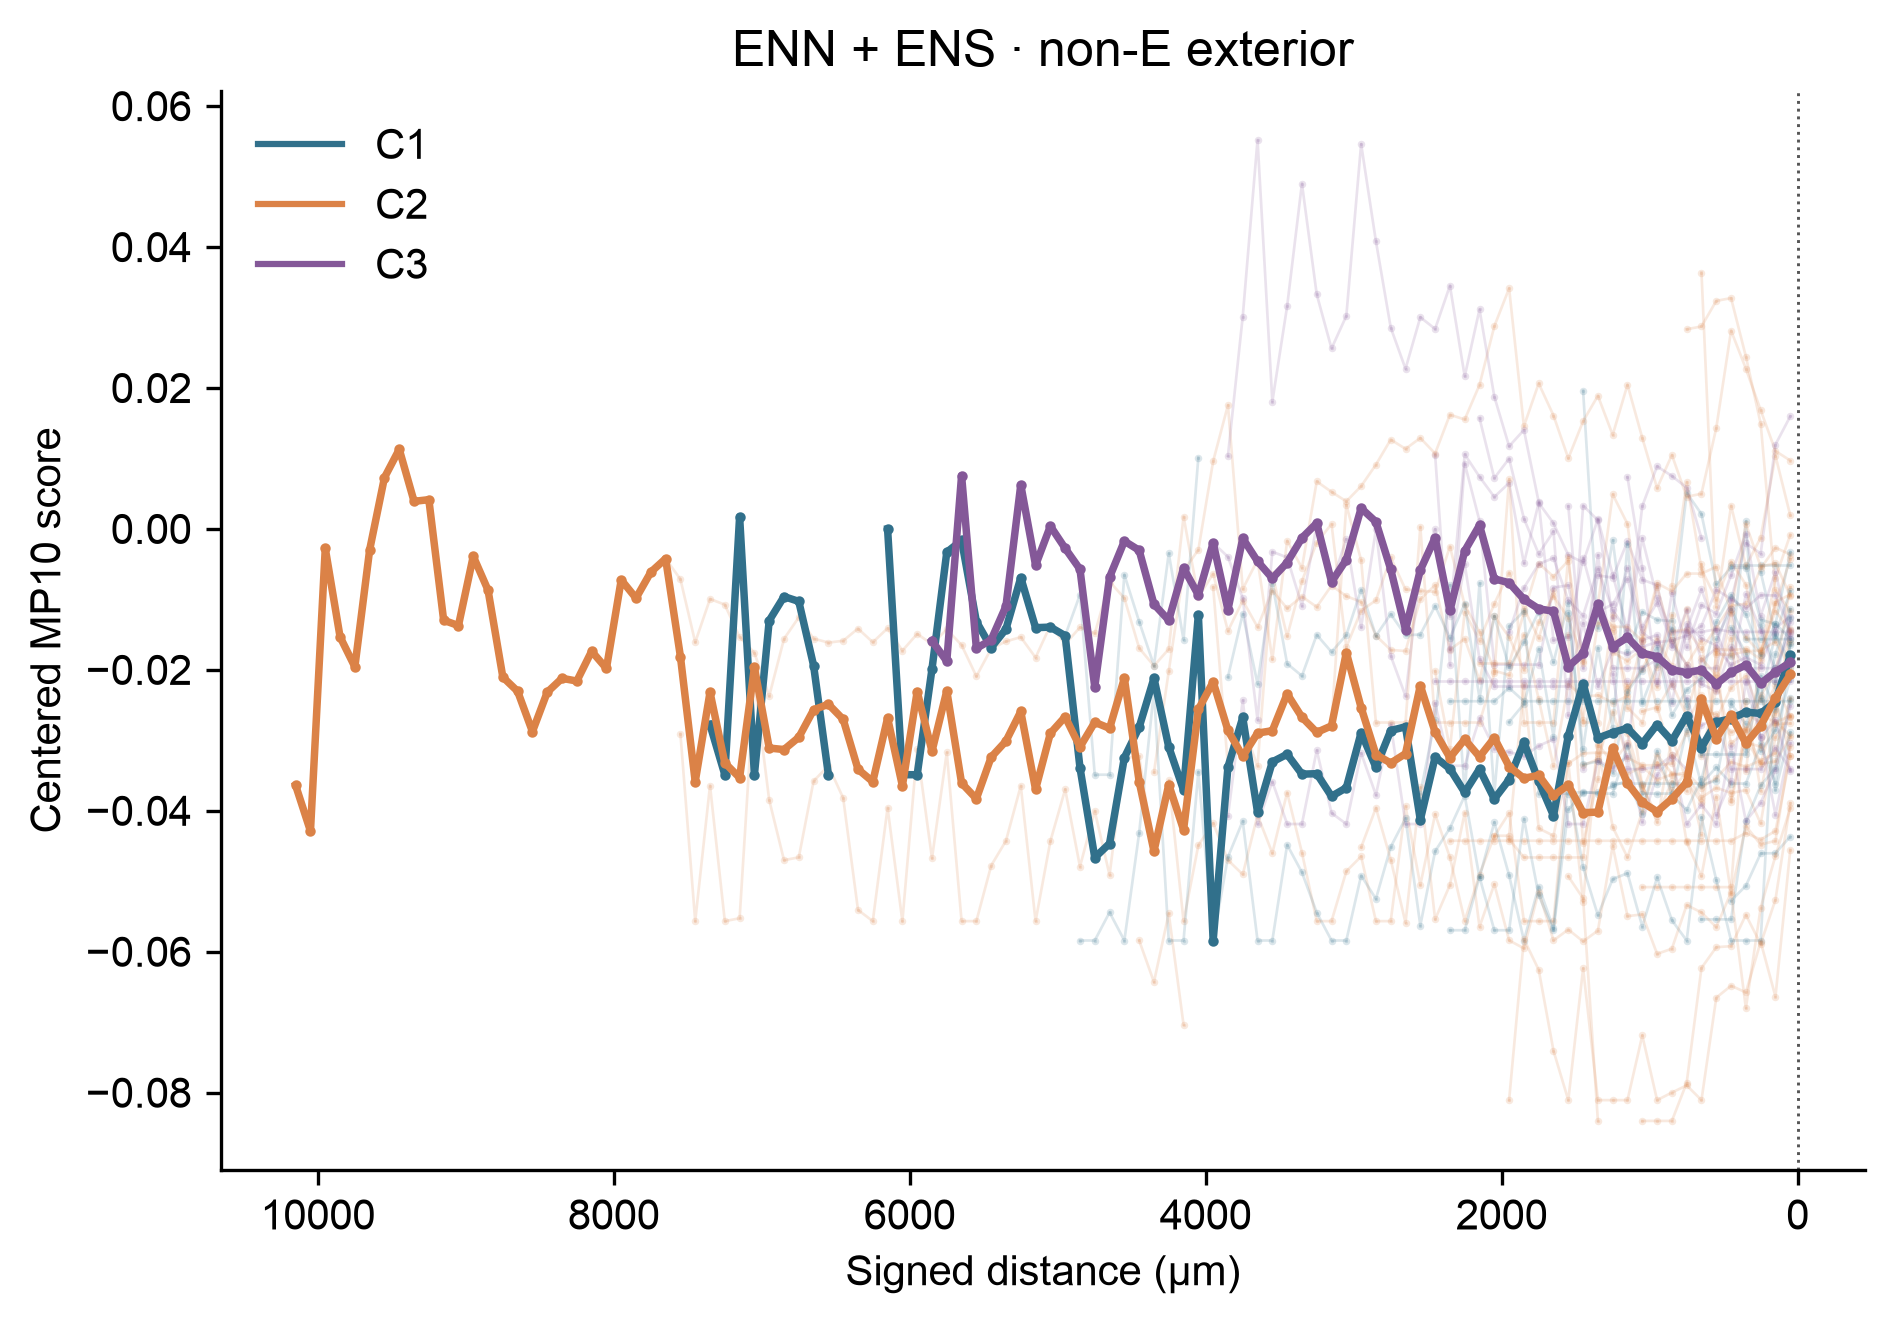 ENN + ENS · non-E exterior
C1
C2
C3
Centered MP10 score
0.06
0.04
0.02
0.00
−0.02
−0.04
−0.06
−0.08
10000
8000
6000
4000
2000
0
Signed distance (µm)